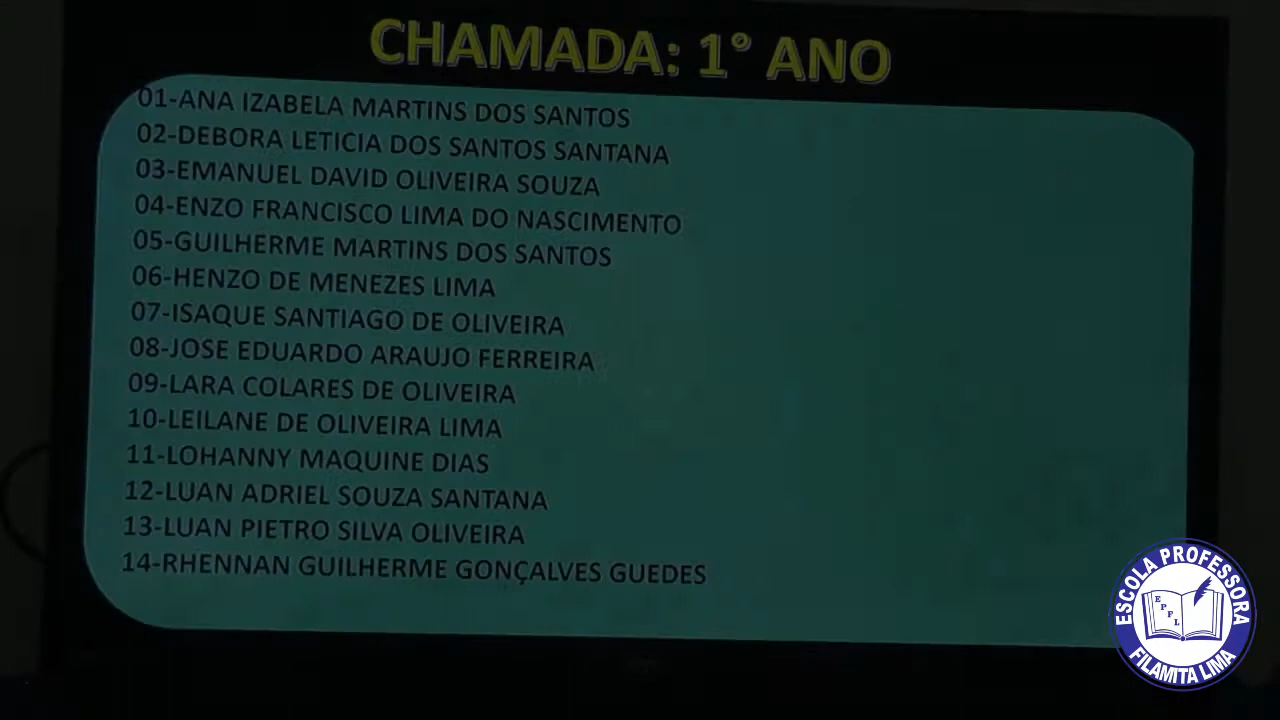 CHAMADA: 1° ANO
01-ANA IZABELA MARTINS DOS SANTOS
02-DEBORA LETICIA DOS SANTOS SANTANA
03-EMANUEL DAVID OLIVEIRA SOUZA
04-ENZO FRANCISCO LIMA DO NASCIMENTO
05-GUILHERME MARTINS DOS SANTOS
06-HENZO DE MENEZES LIMA
07-ISAQUE SANTIAGO DE OLIVEIRA
08-JOSE EDUARDO ARAUJO FERREIRA
09-LARA COLARES DE OLIVEIRA
10-LEILANE DE OLIVEIRA LIMA
11-LOHANNY MAQUINE DIAS
12-LUAN ADRIEL SOUZA SANTANA
13-LUAN PIETRO SILVA OLIVEIRA
14-RHENNAN GUILHERME GONÇALVES GUEDES
ESCOLA PROFESSORA
E P F L
FILAMITA LIMA